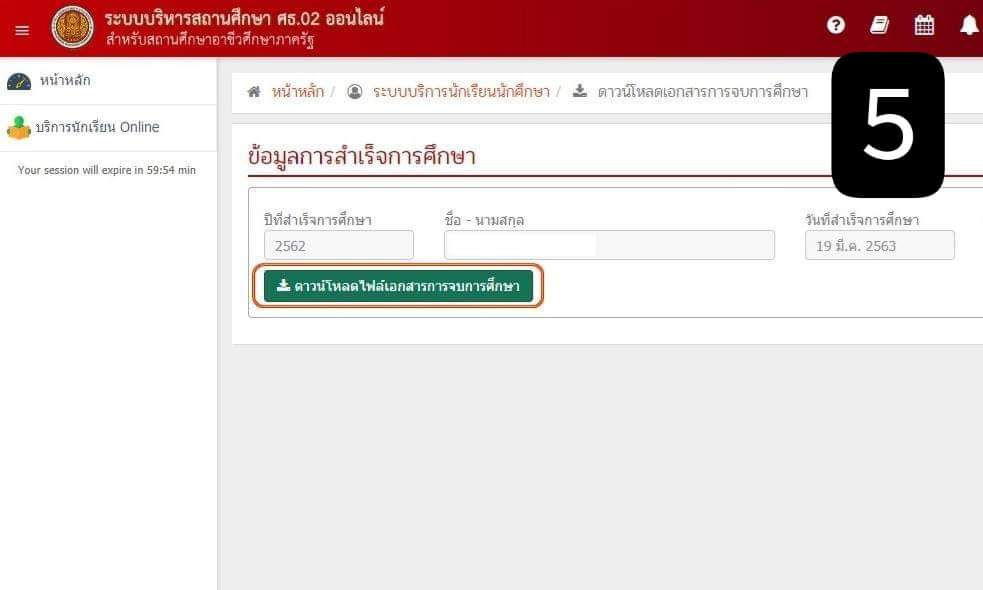 ระบบบริหารสถานศึกษา ศธ.02 ออนไลน์
สำหรับสถานศึกษาอาชีวศึกษาภาครัฐ
หน้าหลัก
บริการนักเรียน Online
Your session will expire in 59:54 min
หน้าหลัก / ระบบบริการนักเรียนนักศึกษา / ดาวน์โหลดเอกสารการจบการศึกษา
5
ข้อมูลการสำเร็จการศึกษา
ปีที่สำเร็จการศึกษา ชื่อ - นามสกุล วันที่สำเร็จการศึกษา
2562 19 มี.ค. 2563
ดาวน์โหลดไฟล์เอกสารการจบการศึกษา